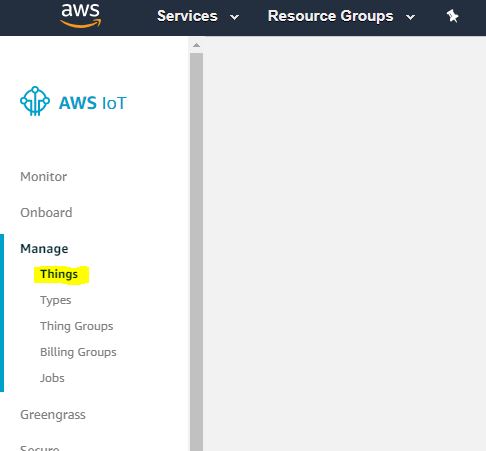 aws Services Resource Groups
AWS IoT
Monitor
Onboard
Manage
Things
Types
Thing Groups
Billing Groups
Jobs
Greengrass
Secure